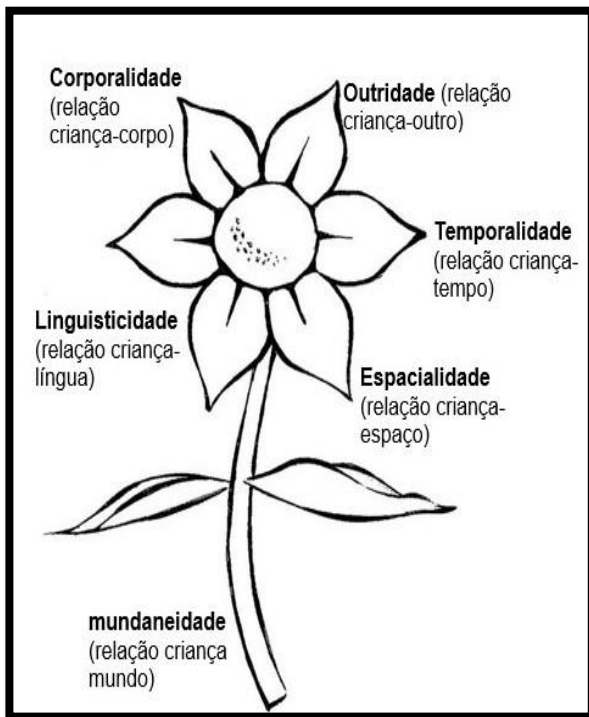 Corporalidade
(relação
criança-corpo)
Outridade (relação
criança-outro)
Temporalidade
(relação criança-
tempo)
Linguisticidade
(relação criança-
língua)
Espacialidade
(relação criança-
espaço)
mundaneidade
(relação criança
mundo)